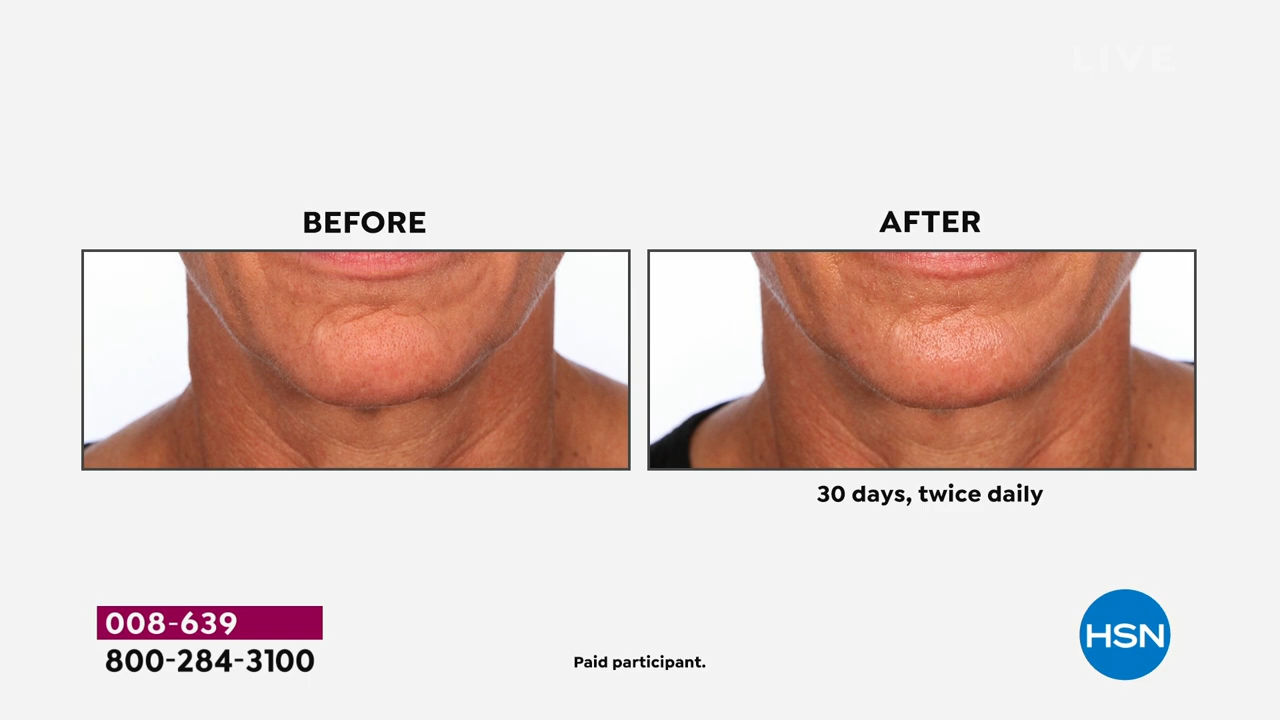 LIVE
BEFORE
AFTER
30 days, twice daily
008-639
800-284-3100
Paid participant.
HSN